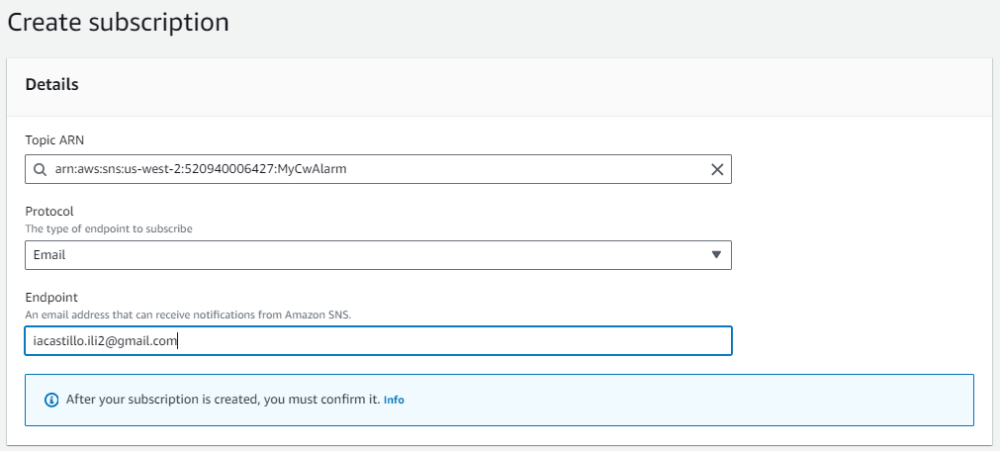 Create subscription
Details
Topic ARN
arn:aws:sns:us-west-2:520940006427:MyCwAlarm
Protocol
The type of endpoint to subscribe
Email
Endpoint
An email address that can receive notifications from Amazon SNS.
iacastillo.ili2@gmail.com
After your subscription is created, you must confirm it. Info